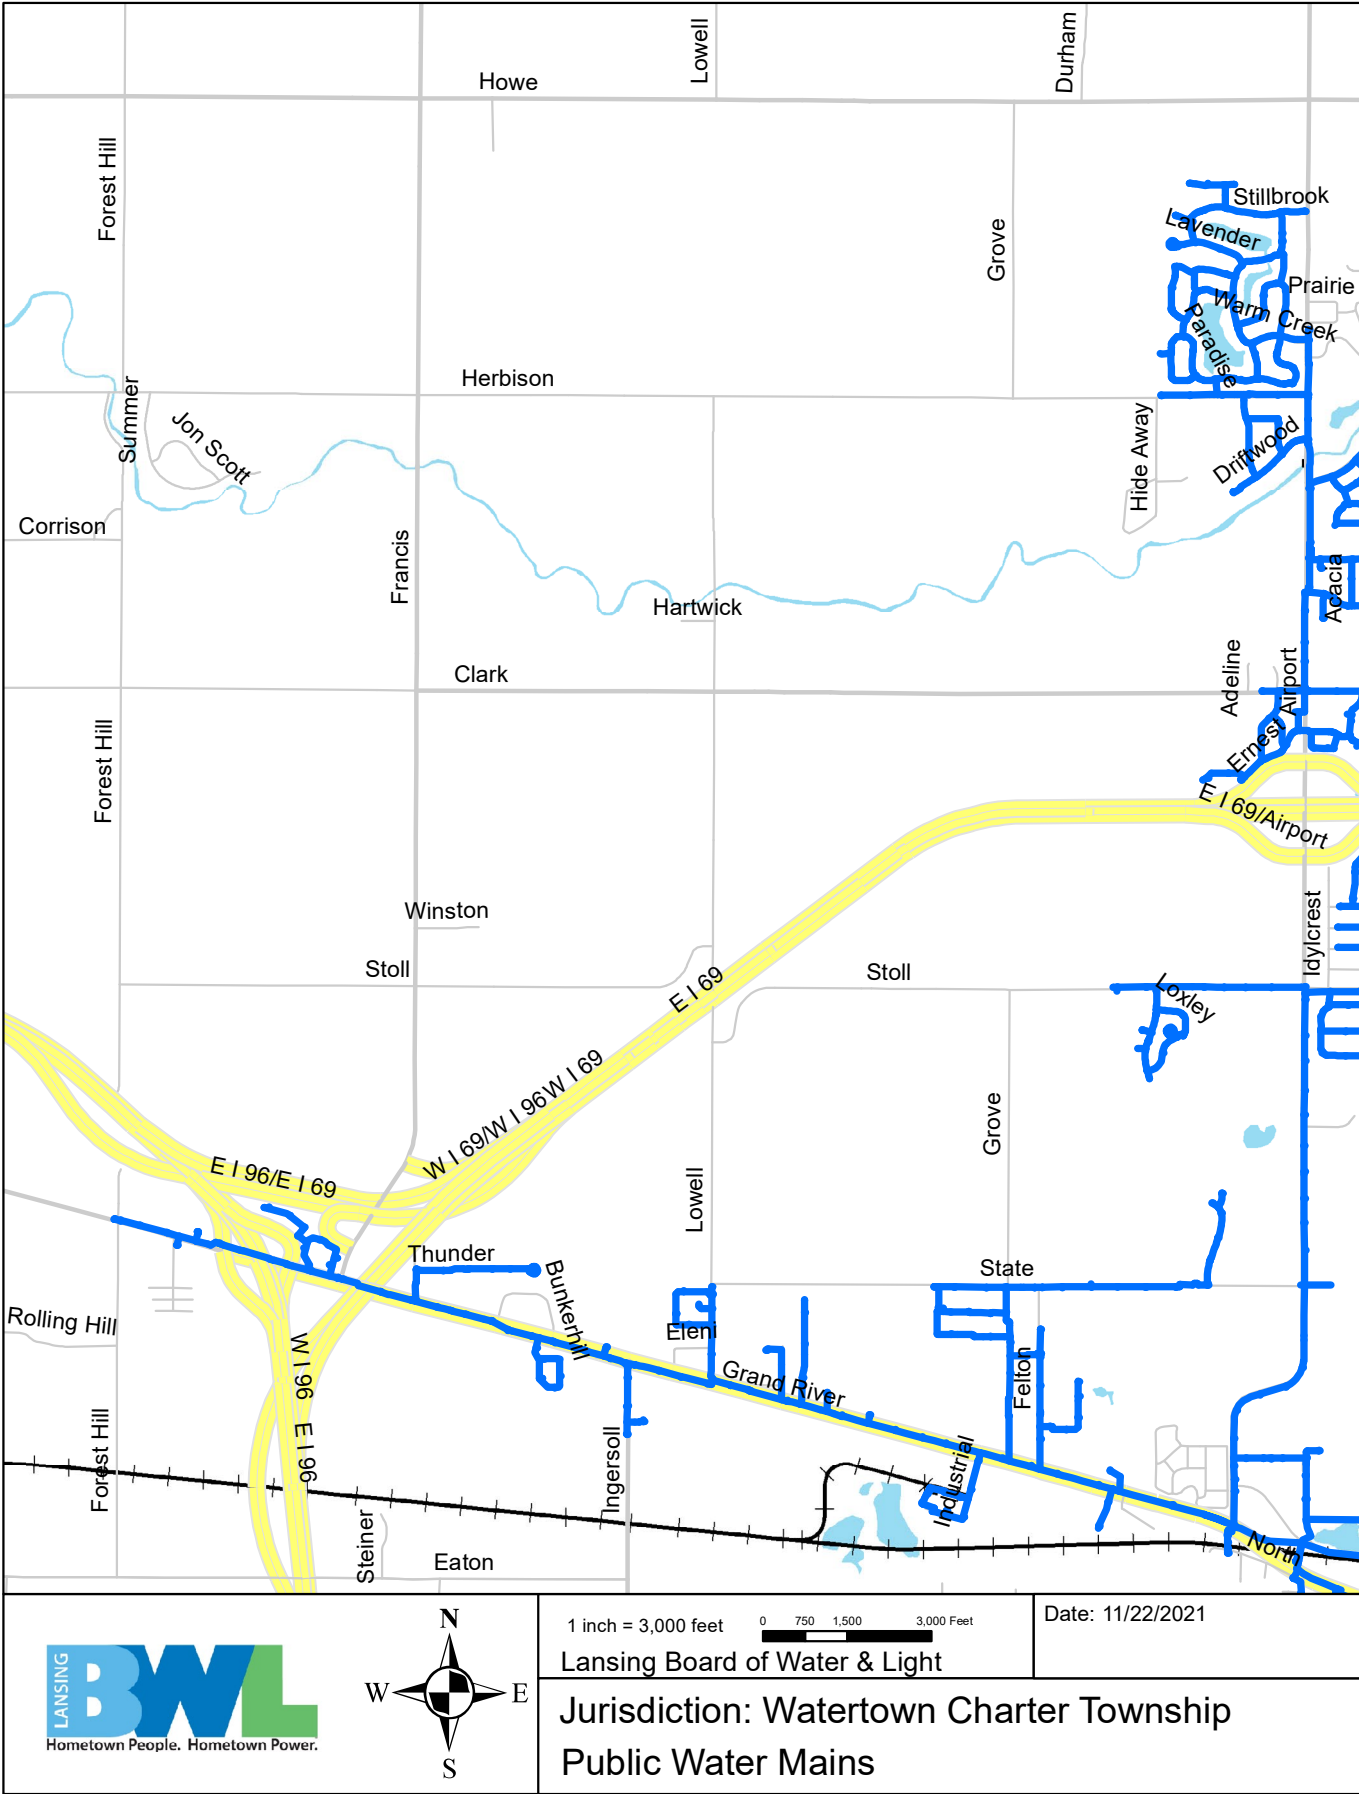 Lowell
Durham
Howe
Forest Hill
Stillbrook
Lavender
Grove
Prairie
Warm Creek
Paradise
Herbison
Summer
Jon Scott
Hide Away
Driftwood
Corrison
Francis
Acacia
Hartwick
Clark
Adeline
Airport
Forest Hill
Ernest
E I 69/Airport
Winston
Idylcrest
Stoll
Stoll
E I 69
Loxley
W I 69/W I 96
W I 69
Grove
E I 96/E I 69
Lowell
Thunder
Bunkerhill
State
Rolling Hill
Eleni
W I 96
Grand River
Felton
E I 96
Forest Hill
Ingersoll
Industrial
Steiner
Eaton
North
LANSING
BWL
Hometown People. Hometown Power.
N
W E
S
1 inch = 3,000 feet
0 750 1,500 3,000 Feet
Lansing Board of Water & Light
Date: 11/22/2021
Jurisdiction: Watertown Charter Township
Public Water Mains